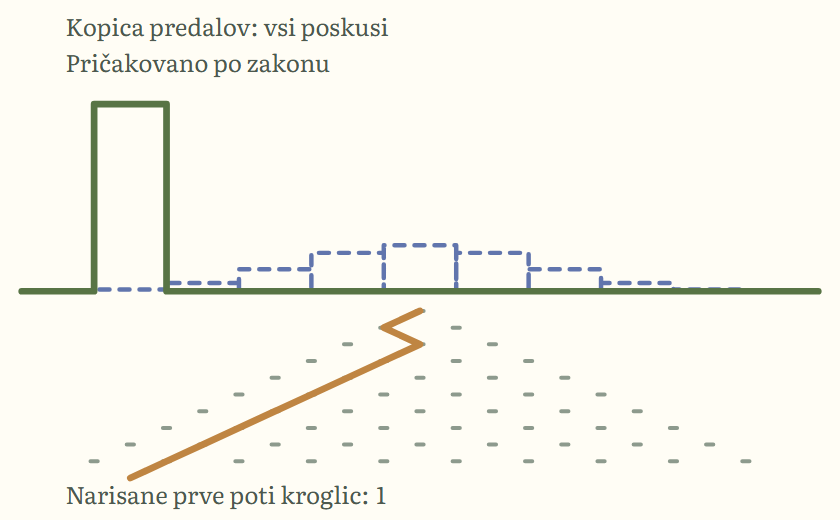 Kopica predalov: vsi poskusi
Pričakovano po zakonu
Narisane prve poti kroglic: 1